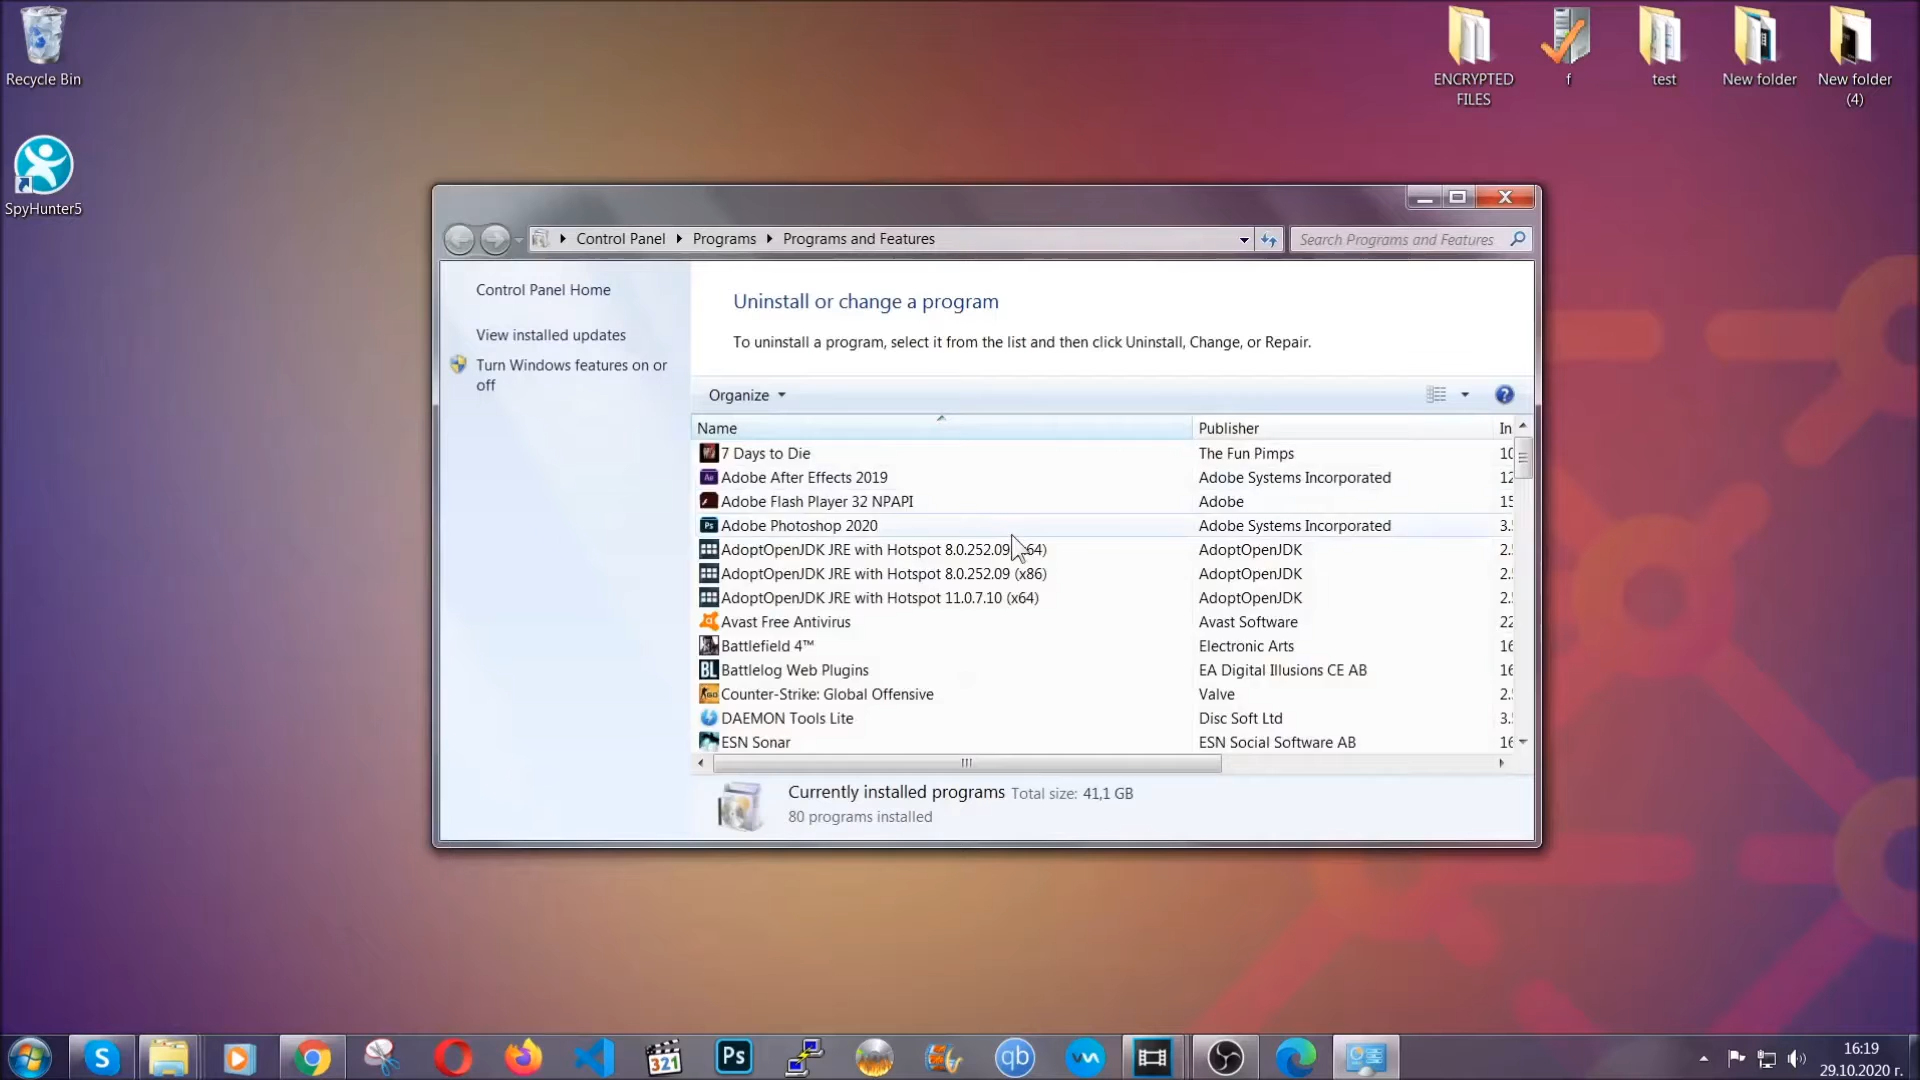 Recycle Bin
SpyHunter5
ENCRYPTED
FILES
f
test
New folder
New folder
(4)
Control Panel
Programs
Programs and Features
Search Programs and Features
Control Panel Home
View installed updates
Turn Windows features on or
off
Uninstall or change a program
To uninstall a program, select it from the list and then click Uninstall, Change, or Repair.
Organize
Name Publisher In
7 Days to Die The Fun Pimps 10
Adobe After Effects 2019 Adobe Systems Incorporated 12
Adobe Flash Player 32 NPAPI Adobe 15
Adobe Photoshop 2020 Adobe Systems Incorporated 3.
AdoptOpenJDK JRE with Hotspot 8.0.252.09 x64) AdoptOpenJDK 2.
AdoptOpenJDK JRE with Hotspot 8.0.252.09 (x86) AdoptOpenJDK 2.
AdoptOpenJDK JRE with Hotspot 11.0.7.10 (x64) AdoptOpenJDK 2.
Avast Free Antivirus Avast Software 22
Battlefield 4™ Electronic Arts 16
BL Battlelog Web Plugins EA Digital Illusions CE AB 16
Counter-Strike: Global Offensive Valve 2.
DAEMON Tools Lite Disc Soft Ltd 3.
ESN Sonar ESN Social Software AB 16
Currently installed programs Total size: 41,1 GB
80 programs installed
S
321
Ps
qb
16:19
29.10.2020 г.